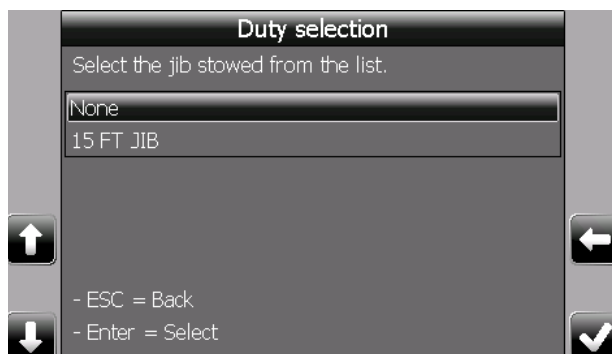 Duty selection
Select the jib stowed from the list.
None
15 FT JIB
- ESC = Back
- Enter = Select